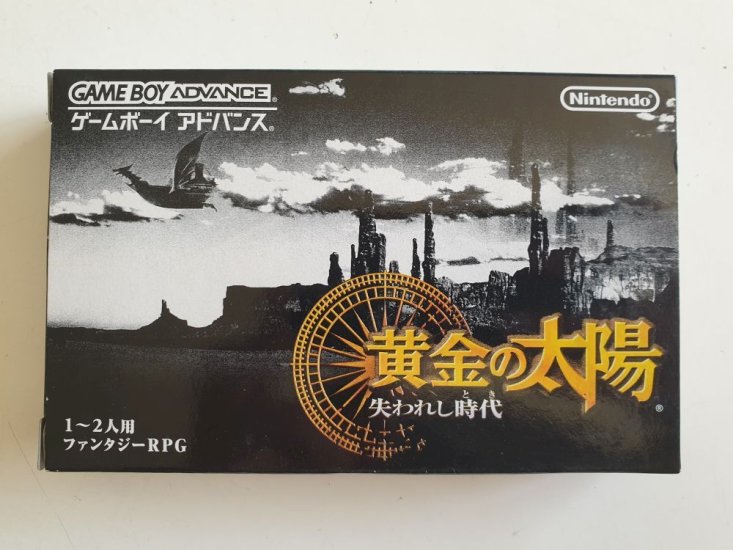 GAME BOY ADVANCE®
Nintendo®
ゲームボーイ アドバンス®
黄金の太陽®
とき
失われし時代
1~2人用
ファンタジーRPG